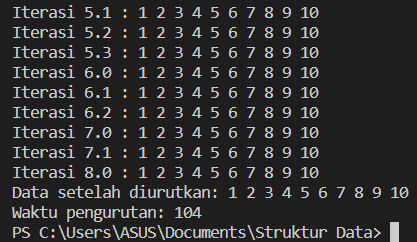 Iterasi 5.1 : 1 2 3 4 5 6 7 8 9 10
Iterasi 5.2 : 1 2 3 4 5 6 7 8 9 10
Iterasi 5.3 : 1 2 3 4 5 6 7 8 9 10
Iterasi 6.0 : 1 2 3 4 5 6 7 8 9 10
Iterasi 6.1 : 1 2 3 4 5 6 7 8 9 10
Iterasi 6.2 : 1 2 3 4 5 6 7 8 9 10
Iterasi 7.0 : 1 2 3 4 5 6 7 8 9 10
Iterasi 7.1 : 1 2 3 4 5 6 7 8 9 10
Iterasi 8.0 : 1 2 3 4 5 6 7 8 9 10
Data setelah diurutkan: 1 2 3 4 5 6 7 8 9 10
Waktu pengurutan: 104
PS C:\Users\ASUS\Documents\Struktur Data>